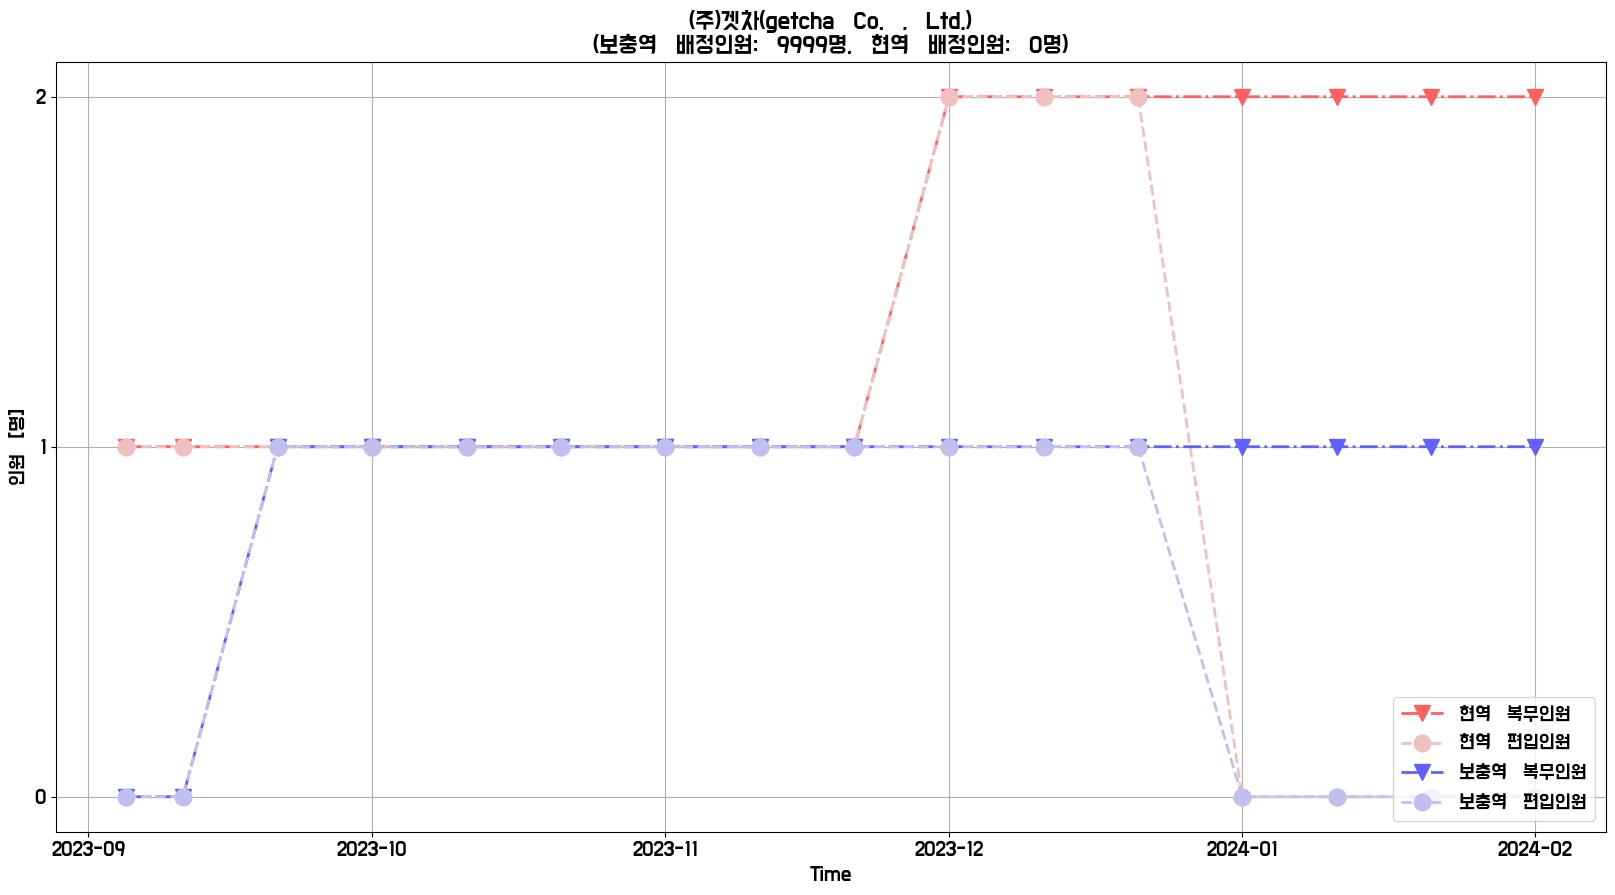 (주)겟차(getcha Co. , Ltd.)
(보충역 배정인원: 9999명, 현역 배정인원: 0명)
2
1
0
인원 [명]
2023-09 2023-10 2023-11 2023-12 2024-01 2024-02
Time
현역 복무인원
현역 편입인원
보충역 복무인원
보충역 편입인원